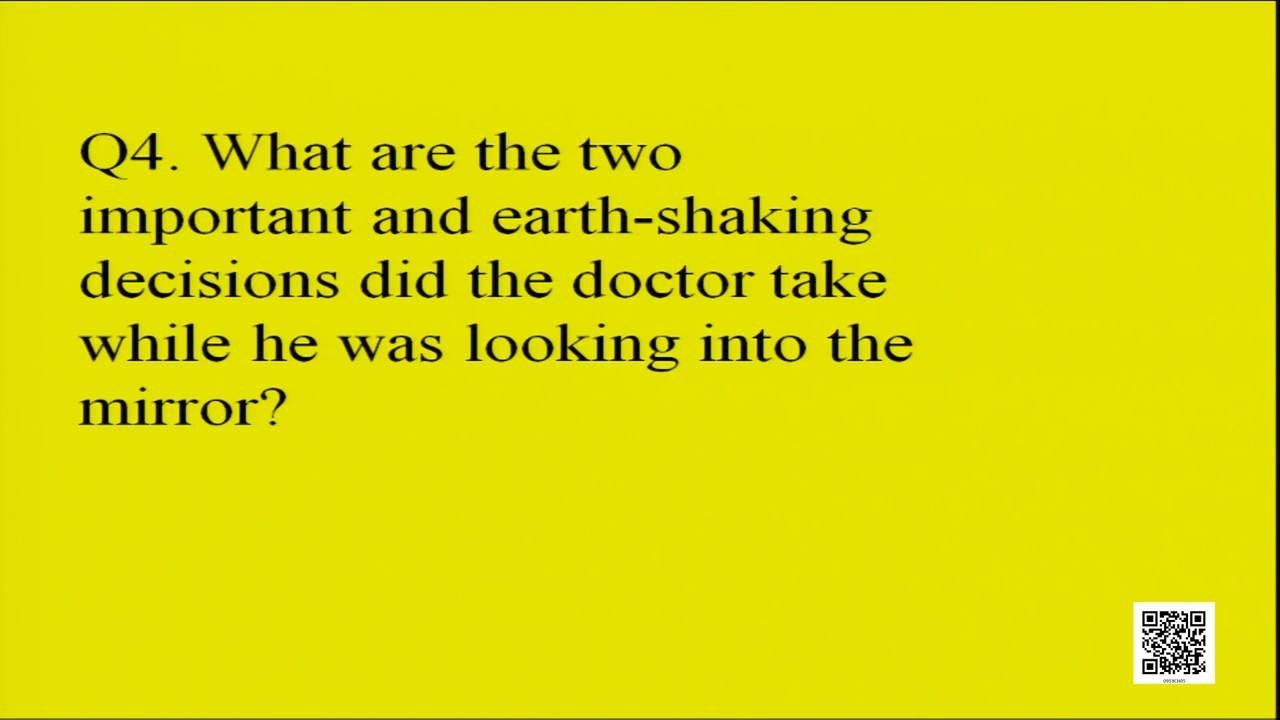 Q4. What are the two
important and earth-shaking
decisions did the doctor take
while he was looking into the
mirror?